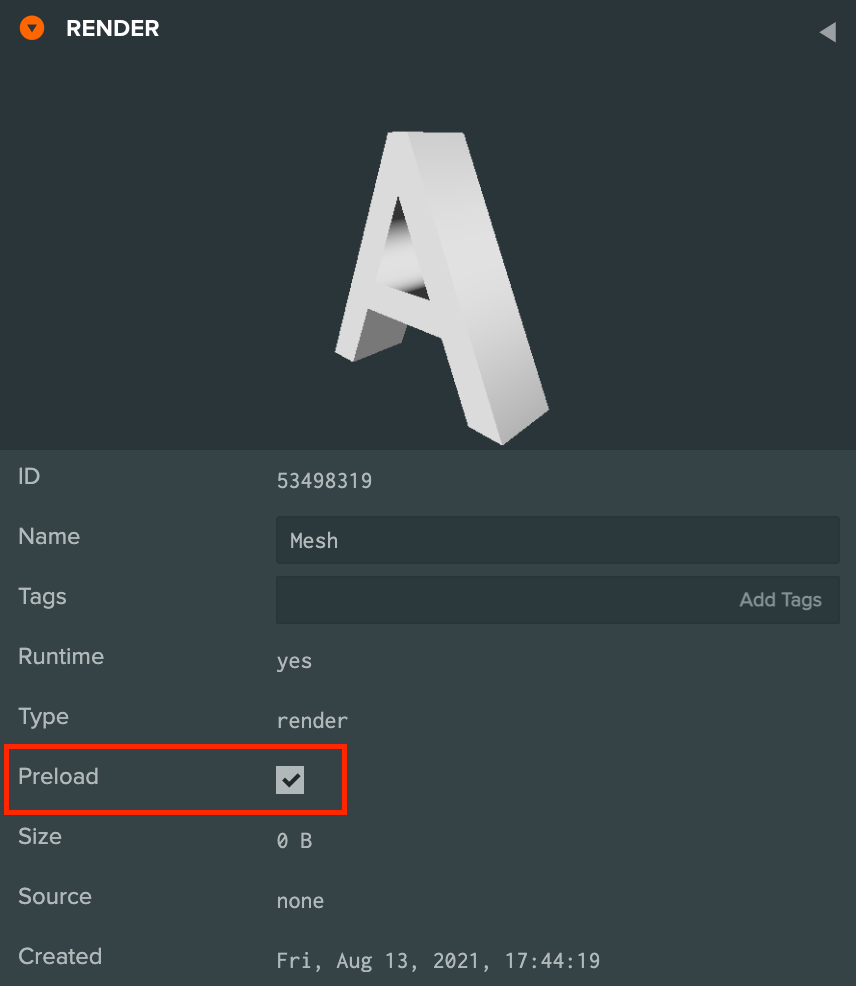 RENDER
A
ID 53498319
Name Mesh
Tags Add Tags
Runtime yes
Type render
Preload
Size 0 B
Source none
Created Fri, Aug 13, 2021, 17:44:19